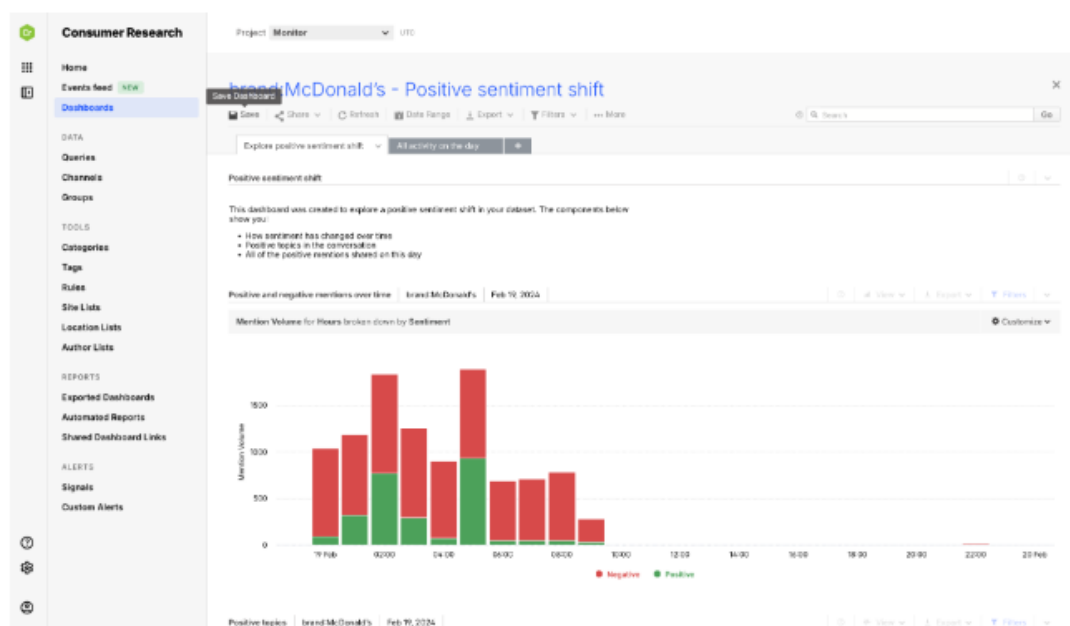 Consumer Research
Project Monitor UTC
Home
Events feed NEW
Dashboards
DATA
Queries
Channels
Groups
TOOLS
Categories
Tags
Rules
Site Lists
Location Lists
Author Lists
REPORTS
Exported Dashboards
Automated Reports
Shared Dashboard Links
ALERTS
Signals
Custom Alerts
brand:McDonald's - Positive sentiment shift
Save Dashboard
Save Share Refresh Date Range Export Filters ••• More Search Go
Explore positive sentiment shift All activity on the day +
Positive sentiment shift
This dashboard was created to explore a positive sentiment shift in your dataset. The components below
show you:
• How sentiment has changed over time
• Positive topics in the conversation
• All of the positive mentions shared on this day
Positive and negative mentions over time brand:McDonald's Feb 19, 2024 View Export Filters
Mention Volume for Hours broken down by Sentiment Customize
Mention Volume
1500
1000
500
0
19 Feb 02:00 04:00 06:00 08:00 10:00 12:00 14:00 16:00 18:00 20:00 22:00 20 Feb
Negative Positive
Positive topics brand:McDonald's Feb 19, 2024 View Export Filters